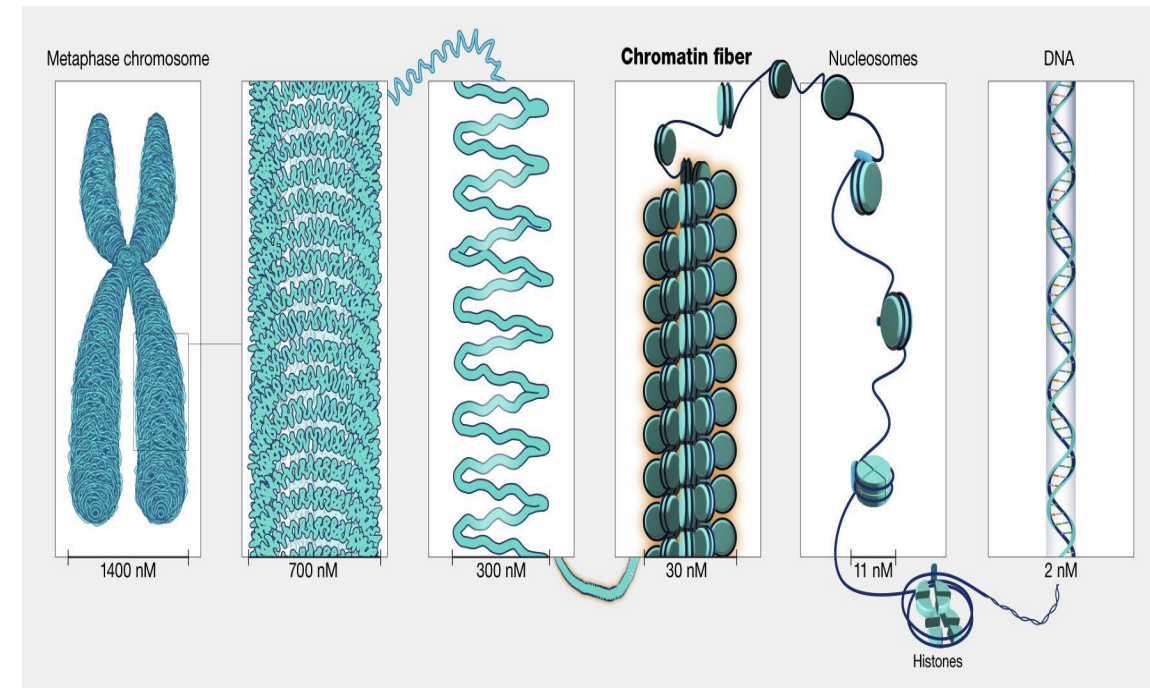 Metaphase chromosome
Chromatin fiber
Nucleosomes
DNA
1400 nM
700 nM
300 nM
30 nM
11 nM
2 nM
Histones